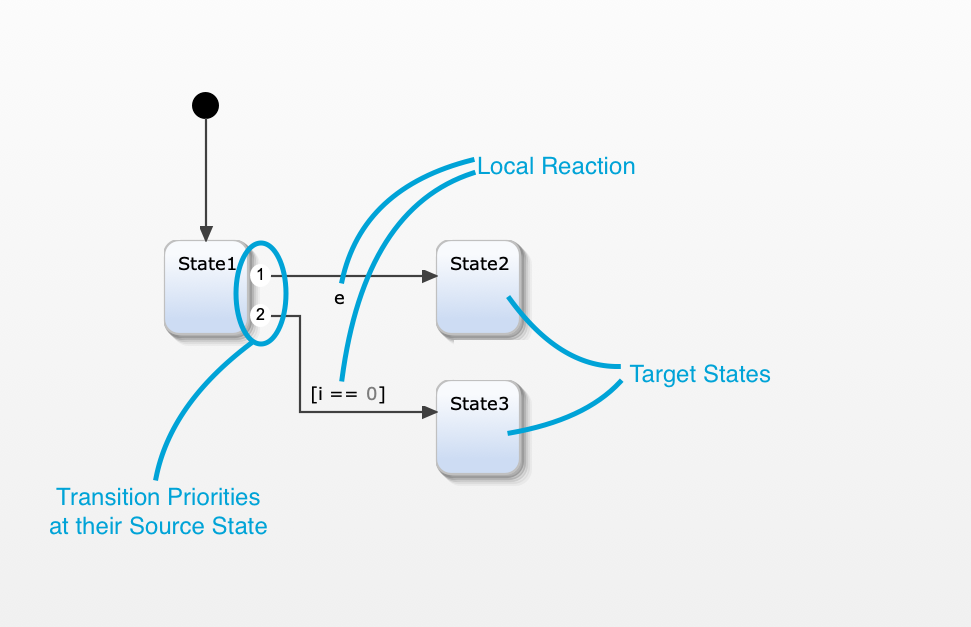 Local Reaction
State1
1
State2
e
2
Target States
[i == 0]
State3
Transition Priorities
at their Source State